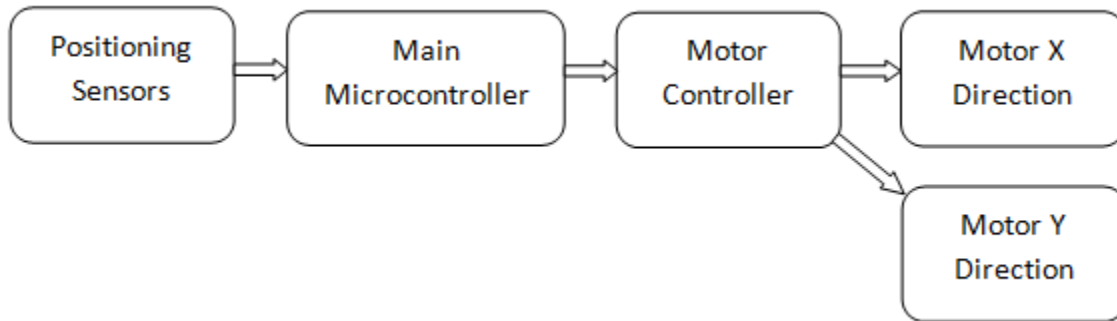 Positioning
Sensors
Main
Microcontroller
Motor
Controller
Motor X
Direction
Motor Y
Direction